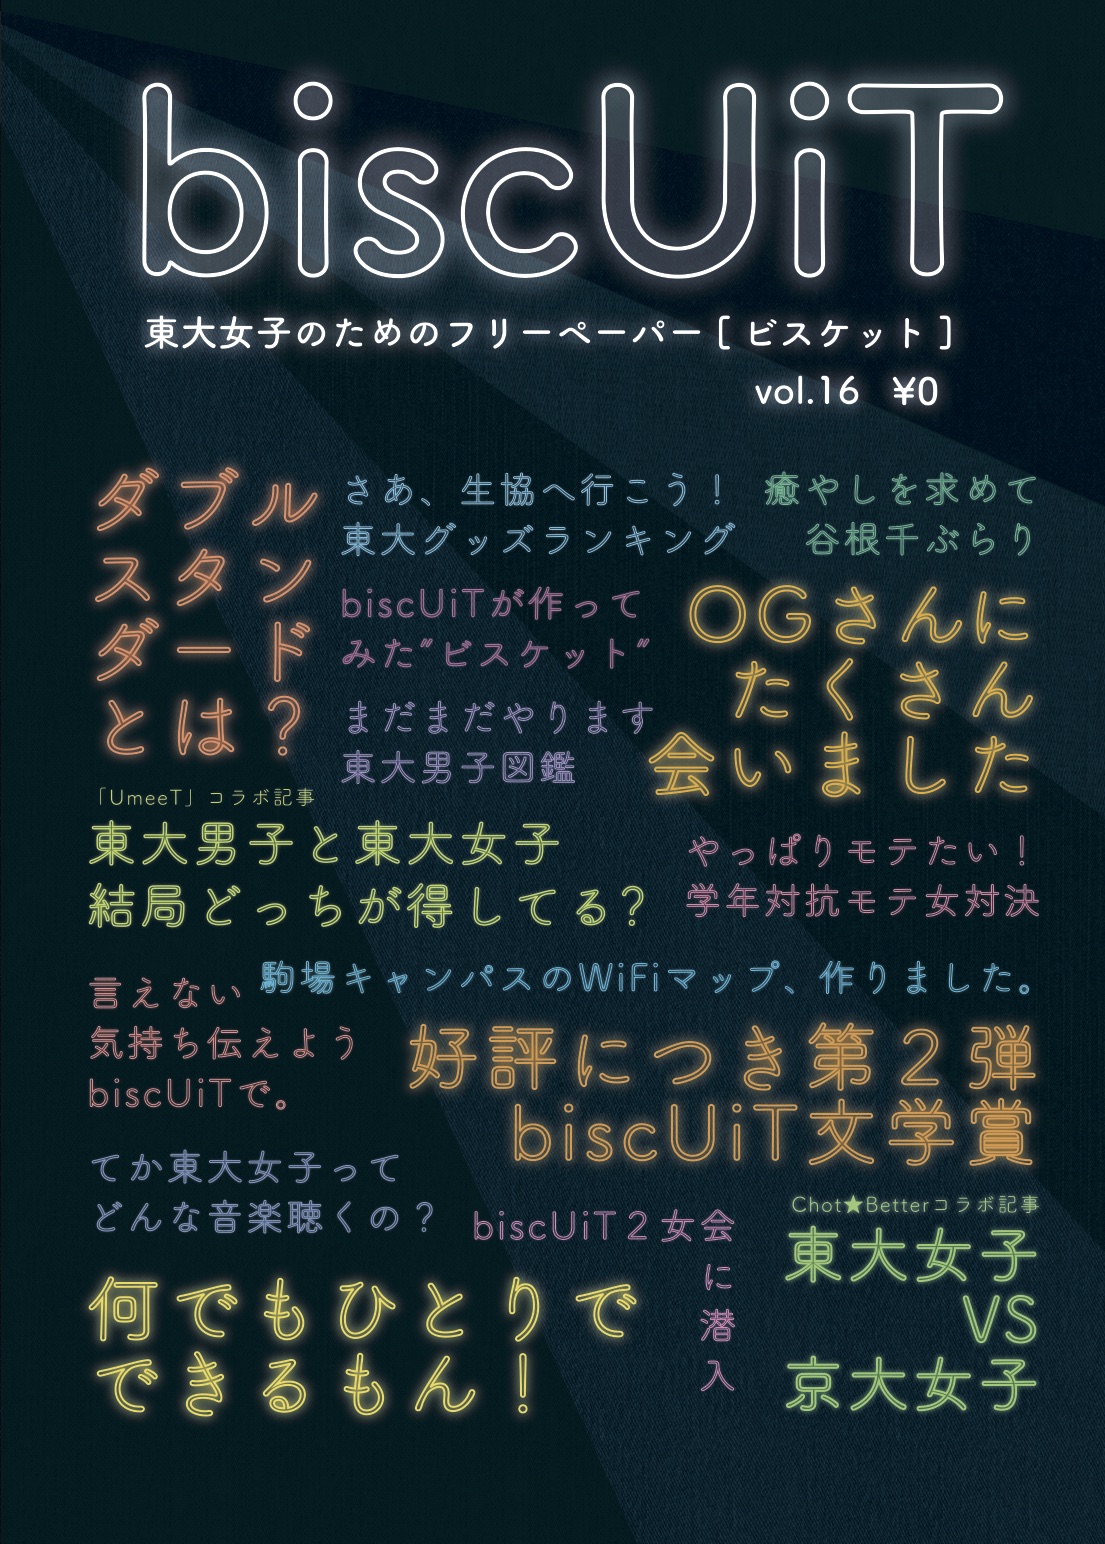 biscUiT
東大女子のためのフリーペーパー [ ビスケット ]
vol.16 ¥0
ダブル
スタン
ダード
とは？
さあ、生協へ行こう！
東大グッズランキング
癒やしを求めて
谷根千ぶらり
biscUiTが作って
みた“ビスケット”
OGさんに
たくさん
会いました
まだまだやります
東大男子図鑑
「UmeeT」コラボ記事
東大男子と東大女子
結局どっちが得してる？
やっぱりモテたい！
学年対抗モテ女対決
駒場キャンパスのWiFiマップ、作りました。
言えない
気持ち伝えよう
biscUiTで。
好評につき第２弾
biscUiT文学賞
てか東大女子って
どんな音楽聴くの？
biscUiT２女会
に
潜
入
Chot★Betterコラボ記事
東大女子
VS
京大女子
何でもひとりで
できるもん！